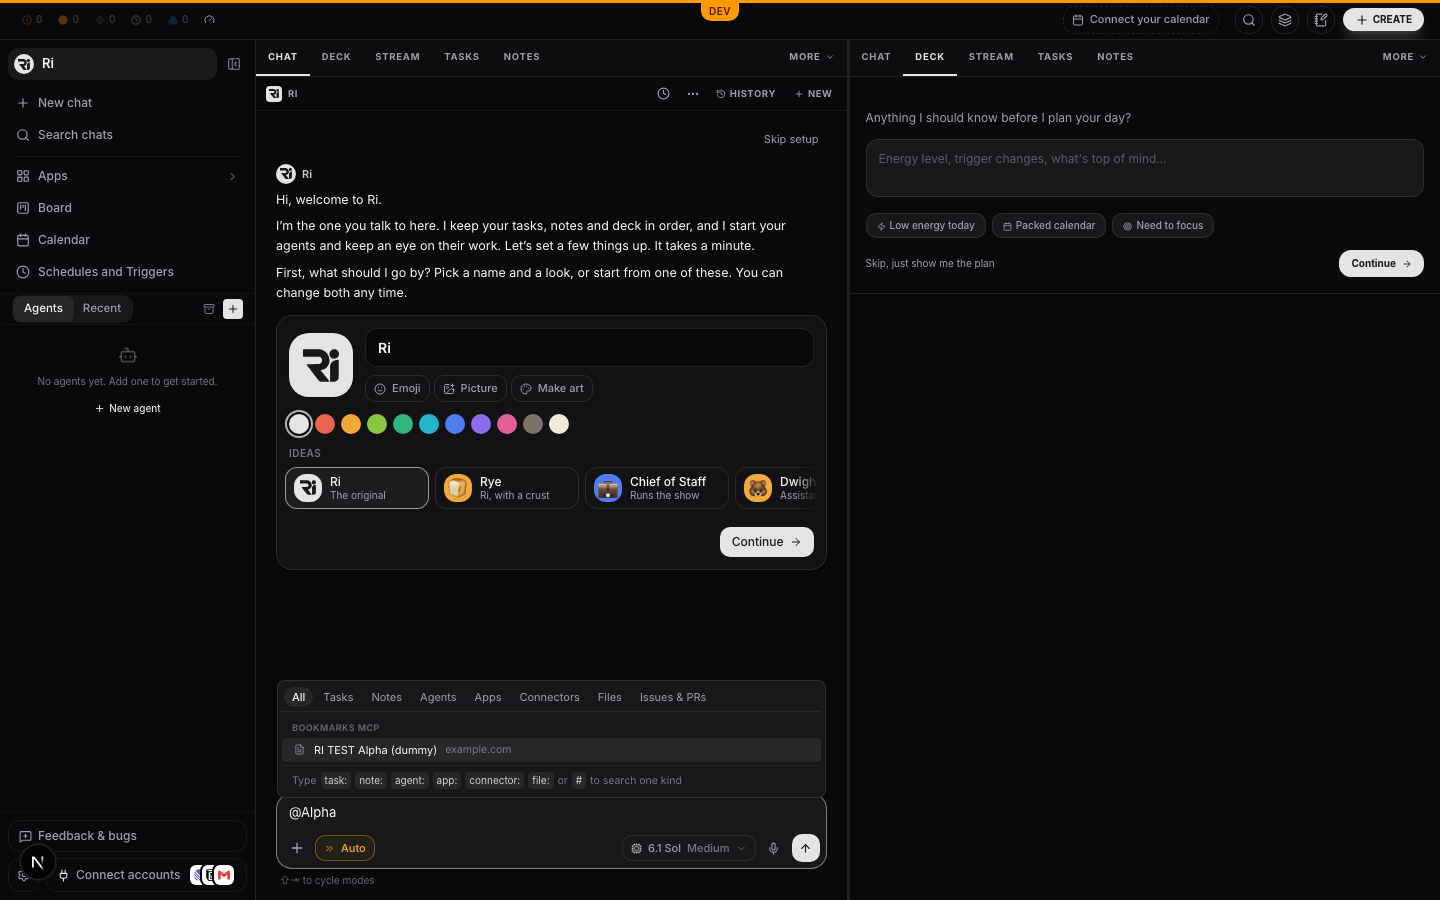 DEV
0
0
0
0
0
Connect your calendar
CREATE
Ri
New chat
Search chats
Apps
Board
Calendar
Schedules and Triggers
Agents
Recent
No agents yet. Add one to get started.
New agent
Feedback & bugs
N
Connect accounts
CHAT
DECK
STREAM
TASKS
NOTES
MORE
RI
HISTORY
NEW
Skip setup
Ri
Hi, welcome to Ri.
I’m the one you talk to here. I keep your tasks, notes and deck in order, and I start your
agents and keep an eye on their work. Let’s set a few things up. It takes a minute.
First, what should I go by? Pick a name and a look, or start from one of these. You can
change both any time.
Ri
Ri
Emoji
Picture
Make art
IDEAS
Ri
The original
Rye
Ri, with a crust
Chief of Staff
Runs the show
Dwigh
Assista
Continue
All
Tasks
Notes
Agents
Apps
Connectors
Files
Issues & PRs
BOOKMARKS MCP
RI TEST Alpha (dummy) example.com
Type task: note: agent: app: connector: file: or # to search one kind
@Alpha
Auto
6.1 Sol Medium
to cycle modes
CHAT
DECK
STREAM
TASKS
NOTES
MORE
Anything I should know before I plan your day?
Energy level, trigger changes, what's top of mind...
Low energy today
Packed calendar
Need to focus
Skip, just show me the plan
Continue